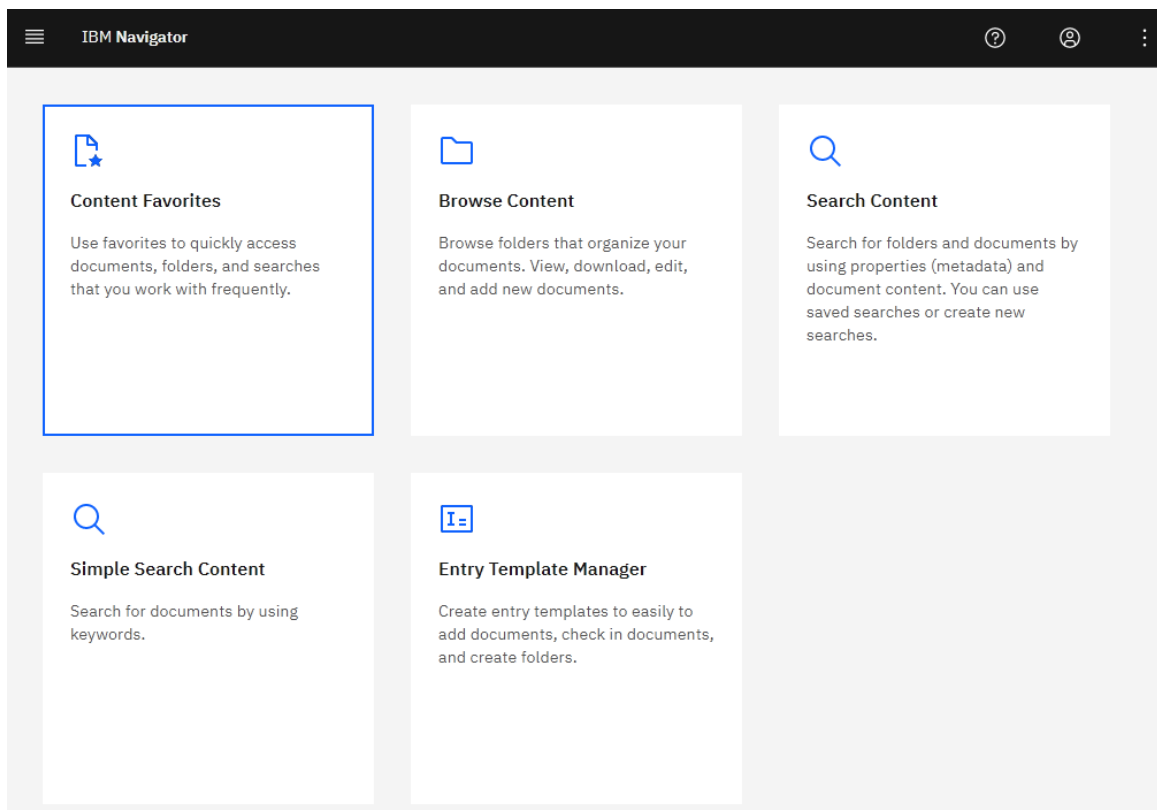 IBM Navigator
Content Favorites
Use favorites to quickly access
documents, folders, and searches
that you work with frequently.
Browse Content
Browse folders that organize your
documents. View, download, edit,
and add new documents.
Search Content
Search for folders and documents by
using properties (metadata) and
document content. You can use
saved searches or create new
searches.
Simple Search Content
Search for documents by using
keywords.
Entry Template Manager
Create entry templates to easily to
add documents, check in documents,
and create folders.